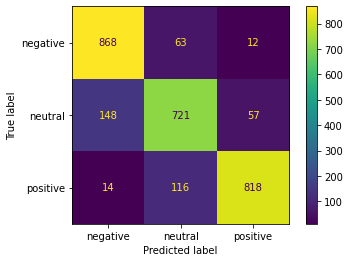 negative 868 63 12
neutral 148 721 57
positive 14 116 818
negative neutral positive
Predicted label
True label
800
700
600
500
400
300
200
100